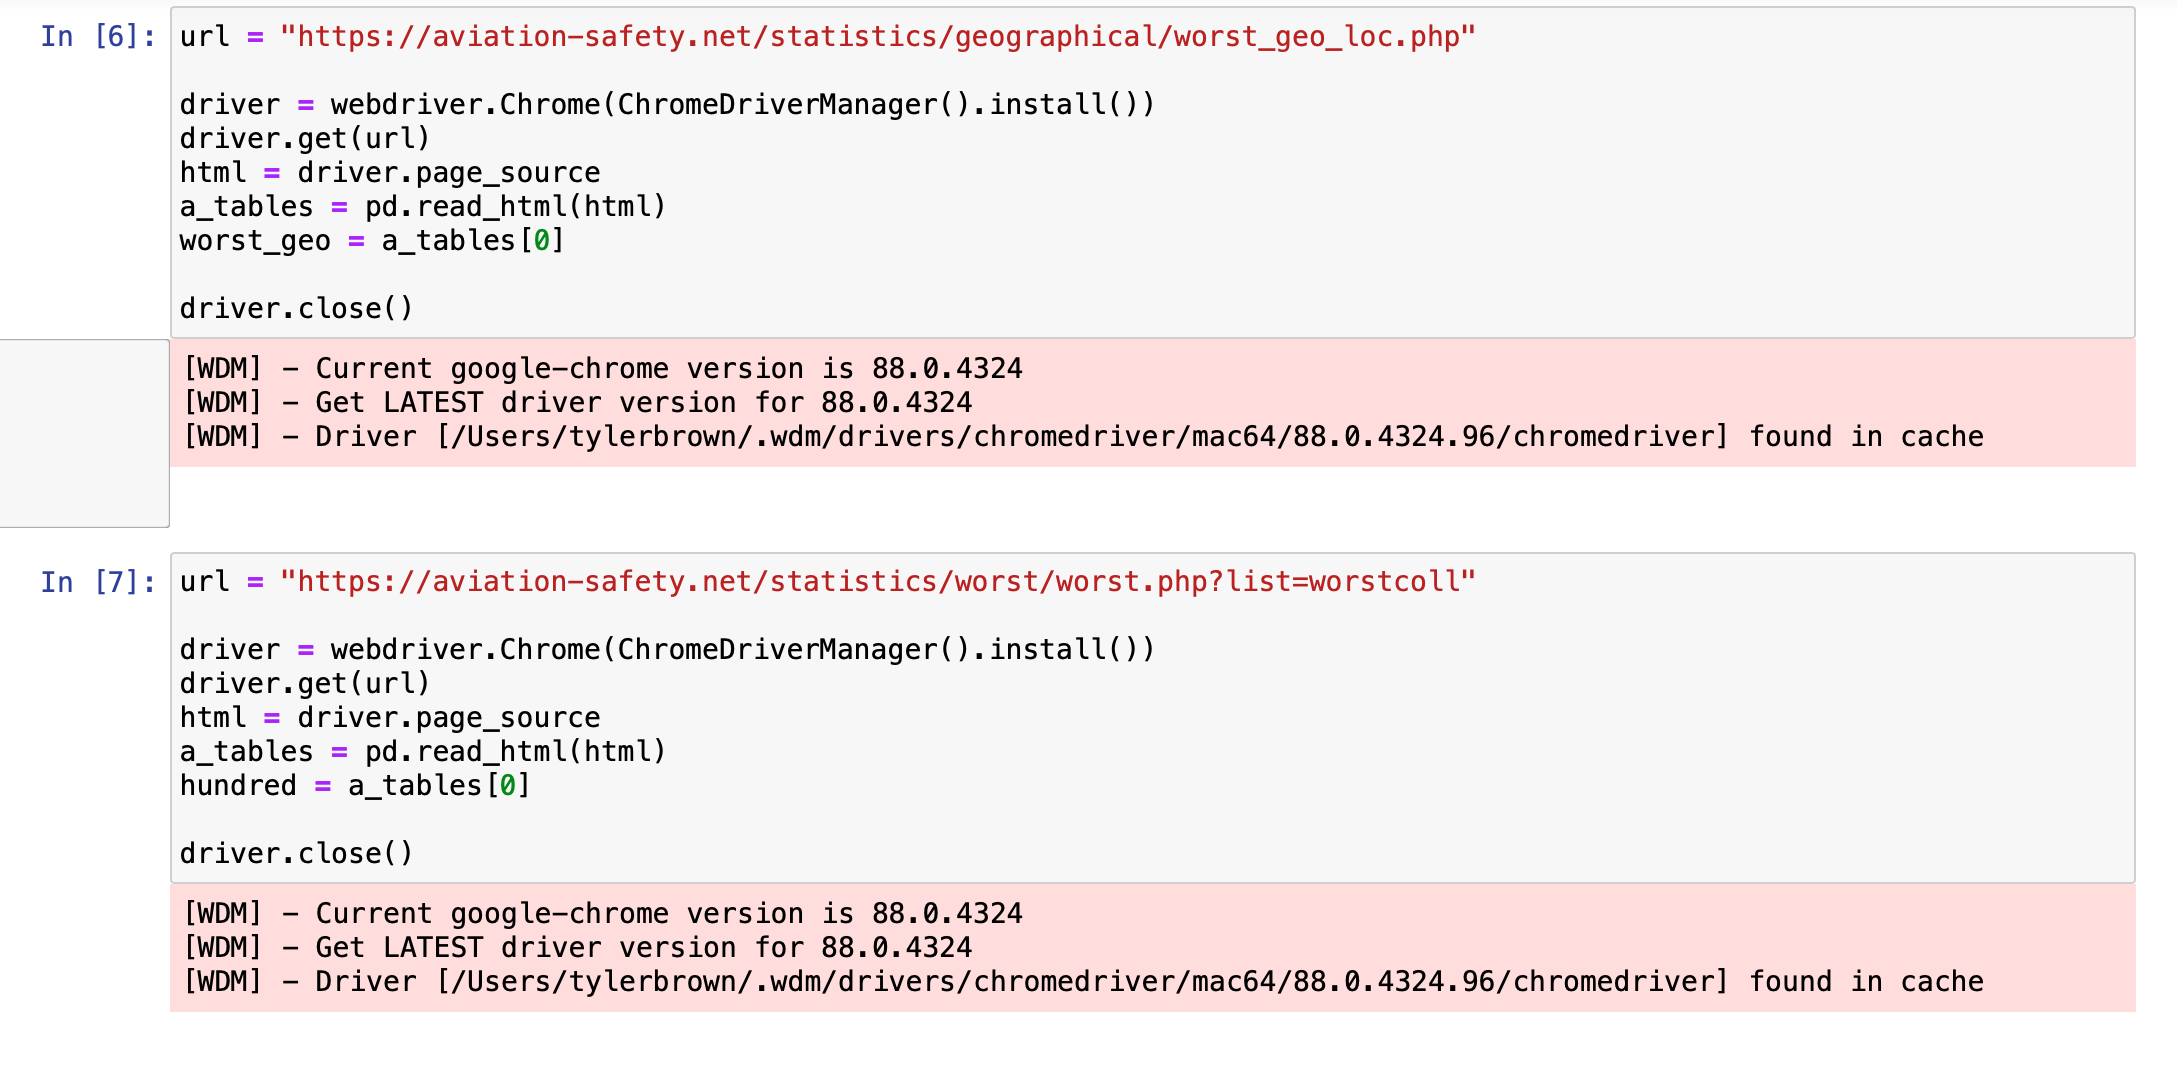 In [6]: url = "https://aviation-safety.net/statistics/geographical/worst_geo_loc.php"
driver = webdriver.Chrome(ChromeDriverManager().install())
driver.get(url)
html = driver.page_source
a_tables = pd.read_html(html)
worst_geo = a_tables[0]
driver.close()
[WDM] - Current google-chrome version is 88.0.4324
[WDM] - Get LATEST driver version for 88.0.4324
[WDM] - Driver [/Users/tylerbrown/.wdm/drivers/chromedriver/mac64/88.0.4324.96/chromedriver] found in cache
In [7]: url = "https://aviation-safety.net/statistics/worst/worst.php?list=worstcoll"
driver = webdriver.Chrome(ChromeDriverManager().install())
driver.get(url)
html = driver.page_source
a_tables = pd.read_html(html)
hundred = a_tables[0]
driver.close()
[WDM] - Current google-chrome version is 88.0.4324
[WDM] - Get LATEST driver version for 88.0.4324
[WDM] - Driver [/Users/tylerbrown/.wdm/drivers/chromedriver/mac64/88.0.4324.96/chromedriver] found in cache